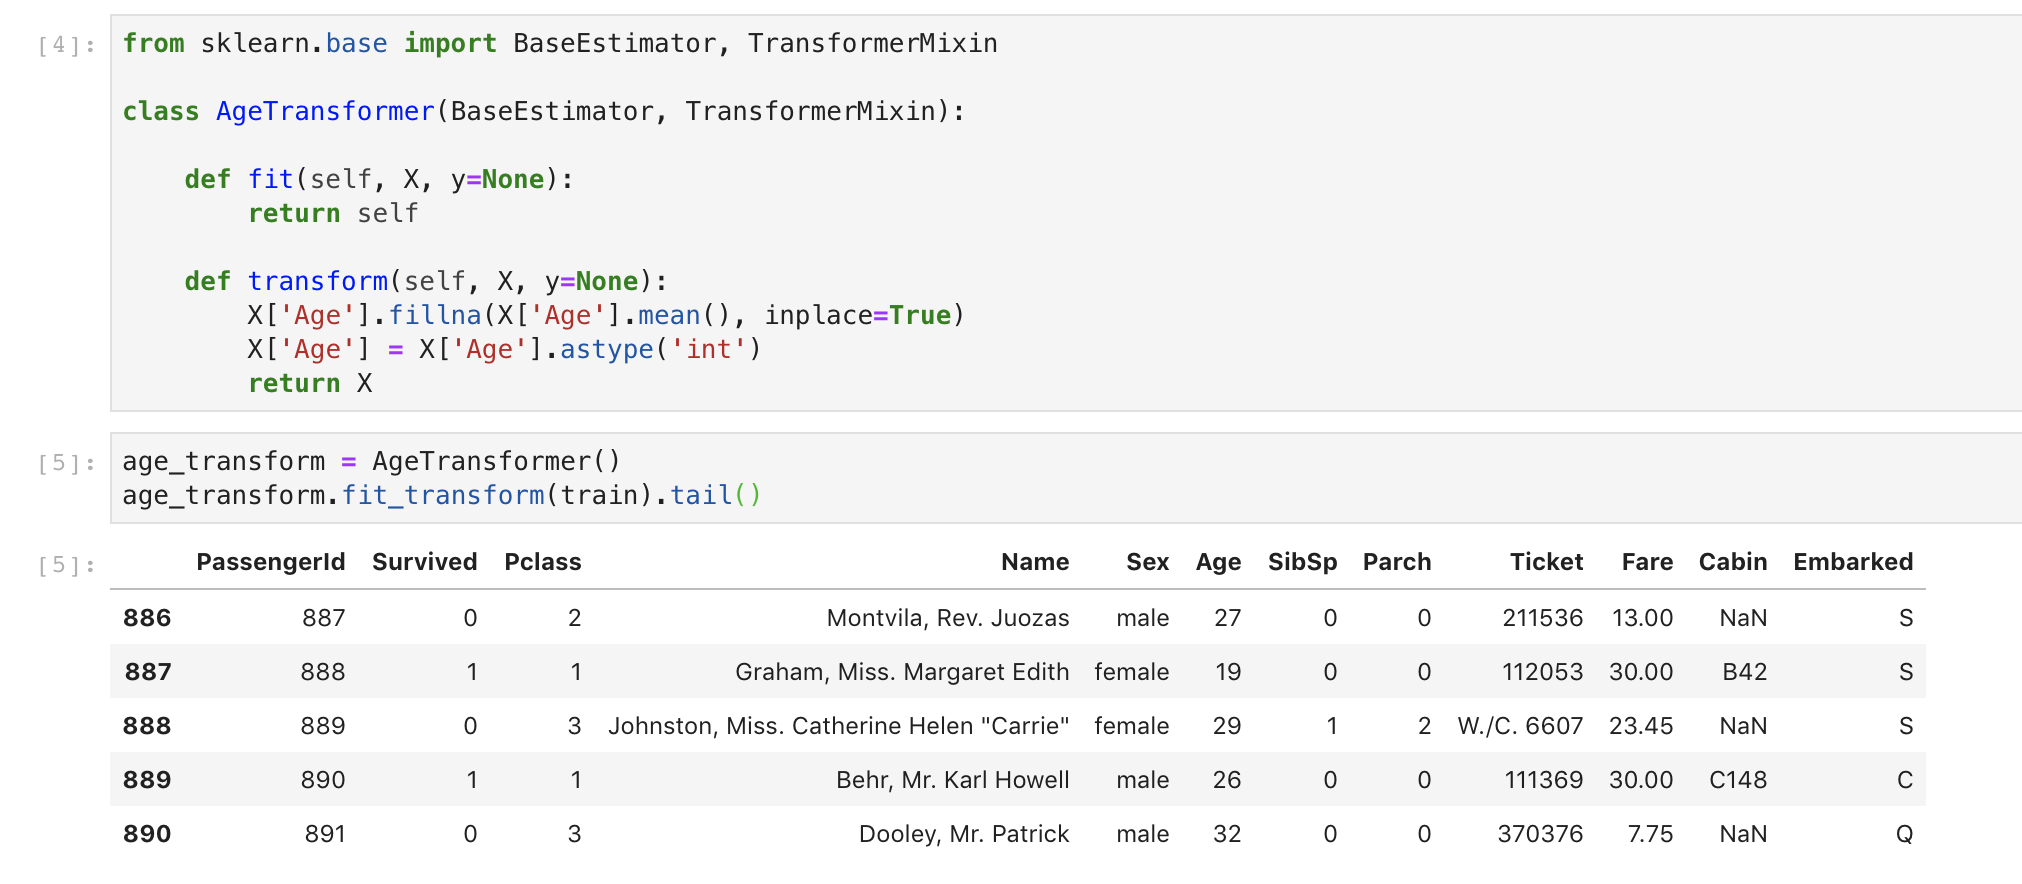 [4]: from sklearn.base import BaseEstimator, TransformerMixin
class AgeTransformer(BaseEstimator, TransformerMixin):
    def fit(self, X, y=None):
        return self
    def transform(self, X, y=None):
        X['Age'].fillna(X['Age'].mean(), inplace=True)
        X['Age'] = X['Age'].astype('int')
        return X
[5]: age_transform = AgeTransformer()
age_transform.fit_transform(train).tail()
[5]: PassengerId Survived Pclass Name Sex Age SibSp Parch Ticket Fare Cabin Embarked
886 887 0 2 Montvila, Rev. Juozas male 27 0 0 211536 13.00 NaN S
887 888 1 1 Graham, Miss. Margaret Edith female 19 0 0 112053 30.00 B42 S
888 889 0 3 Johnston, Miss. Catherine Helen "Carrie" female 29 1 2 W./C. 6607 23.45 NaN S
889 890 1 1 Behr, Mr. Karl Howell male 26 0 0 111369 30.00 C148 C
890 891 0 3 Dooley, Mr. Patrick male 32 0 0 370376 7.75 NaN Q